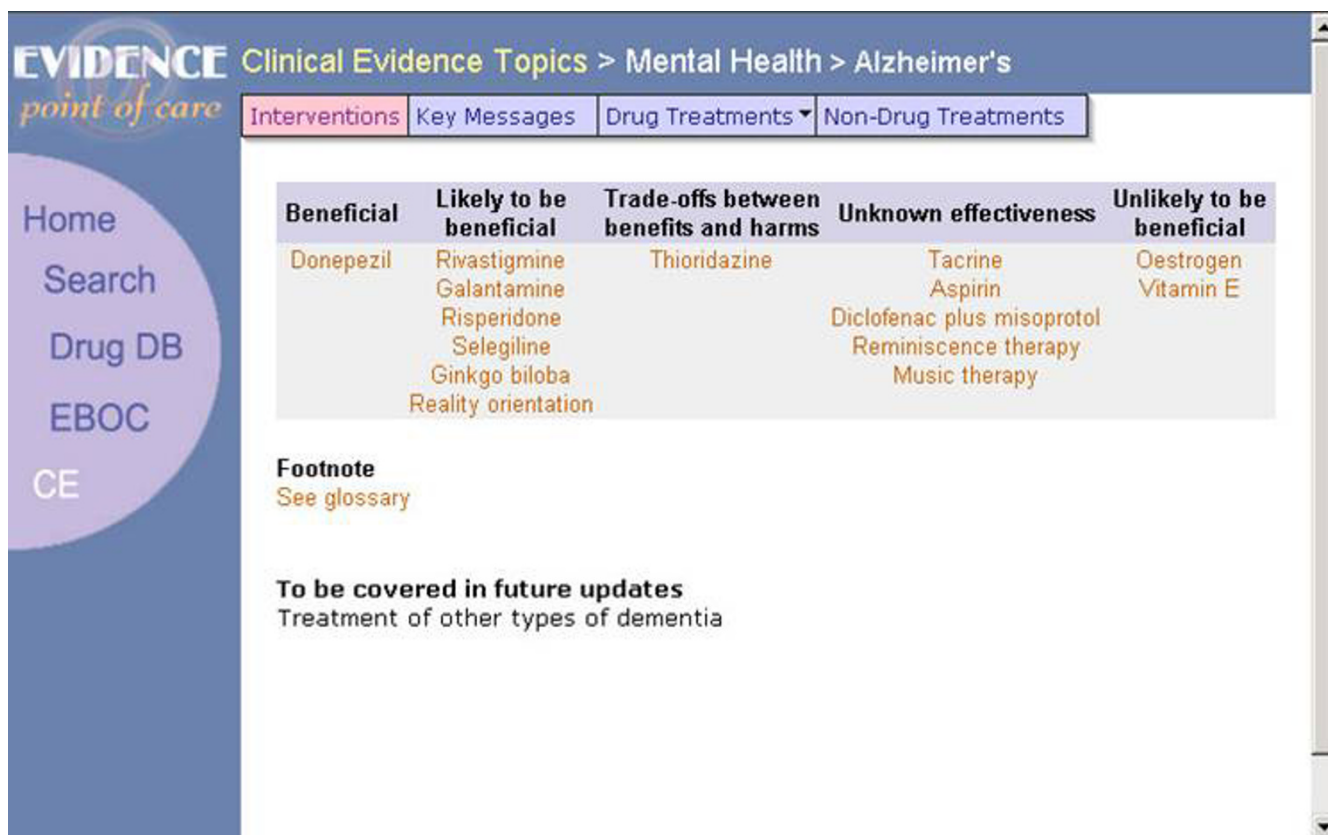 EVIDENCE
point of care
Clinical Evidence Topics > Mental Health > Alzheimer's
Interventions Key Messages Drug Treatments Non-Drug Treatments
Home
Search
Drug DB
EBOC
CE
Beneficial Likely to be beneficial Trade-offs between benefits and harms Unknown effectiveness Unlikely to be beneficial
Donepezil Rivastigmine Thioridazine Tacrine Oestrogen
Galantamine Aspirin Vitamin E
Risperidone Diclofenac plus misoprotol
Selegiline Reminiscence therapy
Ginkgo biloba Music therapy
Reality orientation
Footnote
See glossary
To be covered in future updates
Treatment of other types of dementia